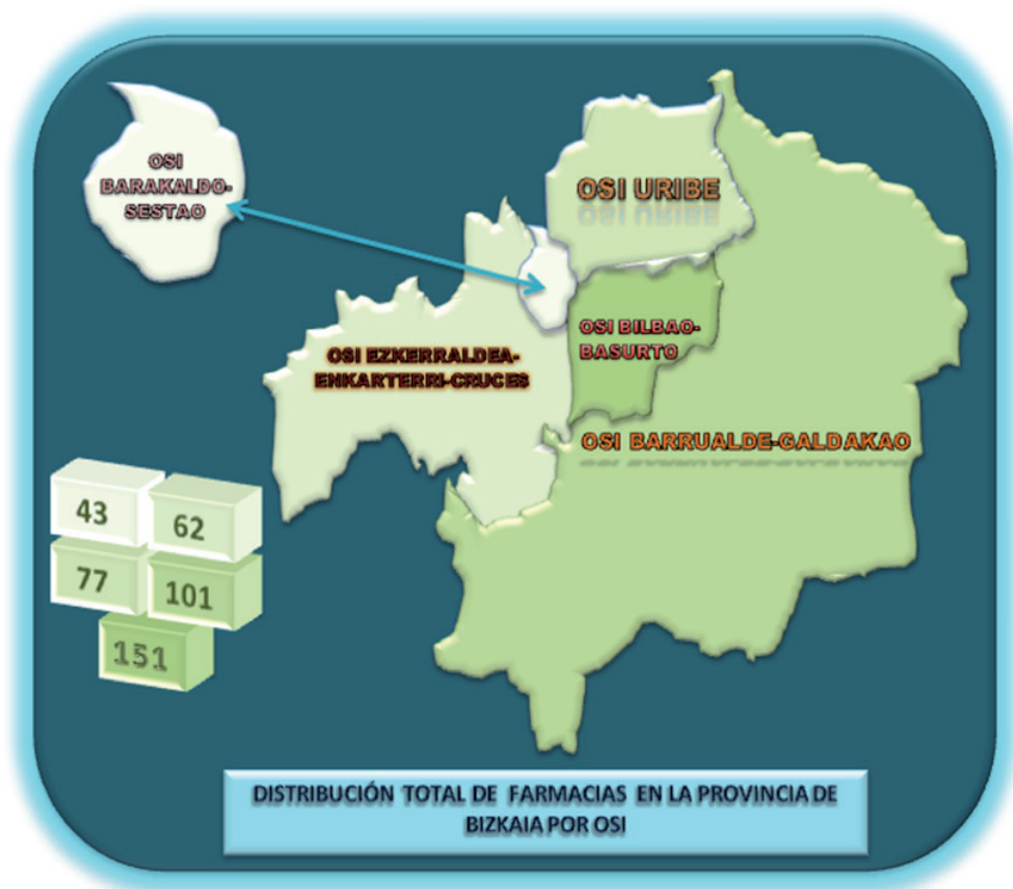 OSI
BARAKALDO-
SESTAO
OSI URIBE
OSI BILBAO-
BASURTO
OSI EZKERRALDEA-
ENKARTERRI-CRUCES
OSI BARRUALDE-GALDAKAO
43
62
77
101
151
DISTRIBUCIÓN TOTAL DE FARMACIAS EN LA PROVINCIA DE
BIZKAIA POR OSI